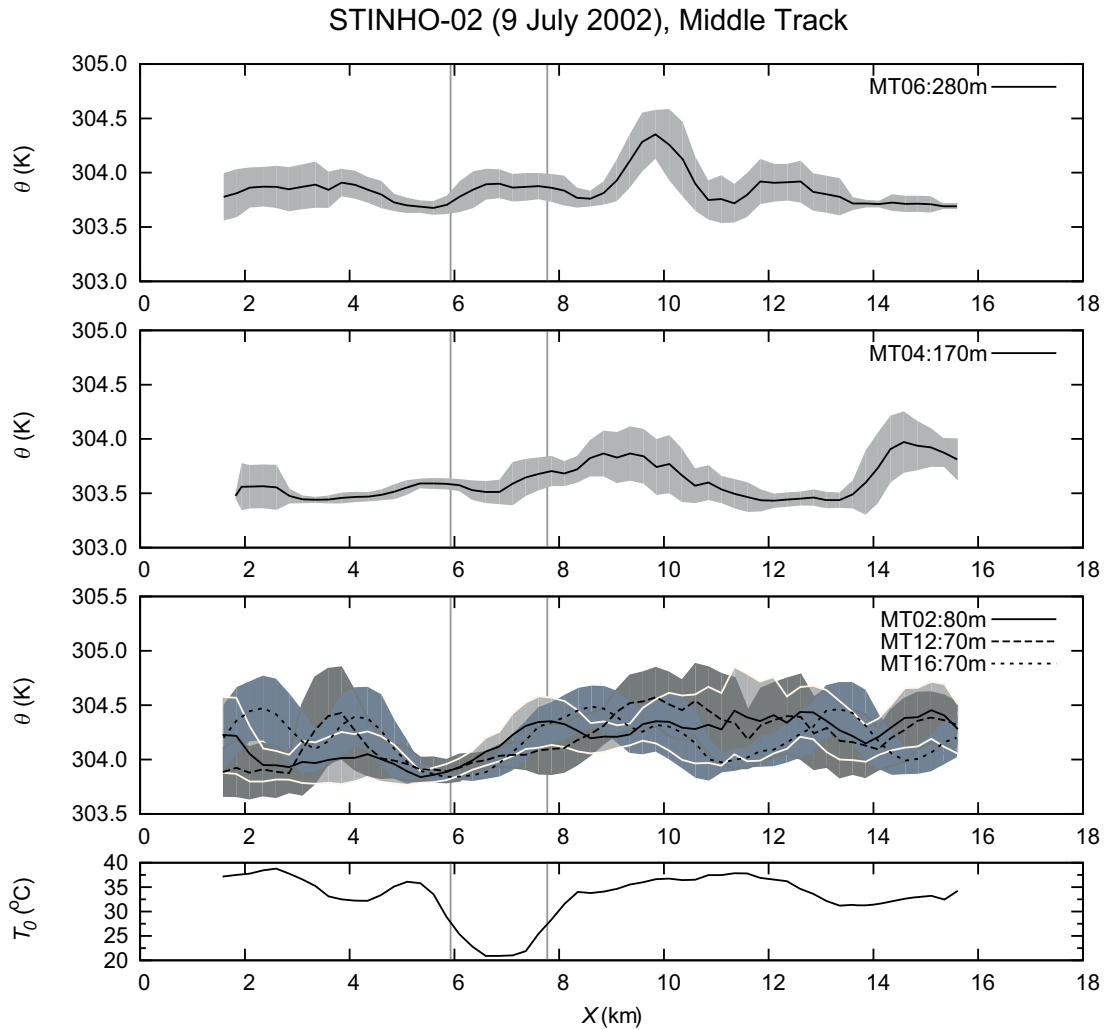 STINHO-02 (9 July 2002), Middle Track
305.0
304.5
304.0
303.5
303.0
θ (K)
MT06:280m
0 2 4 6 8 10 12 14 16 18
305.0
304.5
304.0
303.5
303.0
θ (K)
MT04:170m
0 2 4 6 8 10 12 14 16 18
305.5
305.0
304.5
304.0
303.5
θ (K)
MT02:80m
MT12:70m
MT16:70m
0 2 4 6 8 10 12 14 16 18
40
35
30
25
20
T0 (oC)
0 2 4 6 8 10 12 14 16 18
X (km)